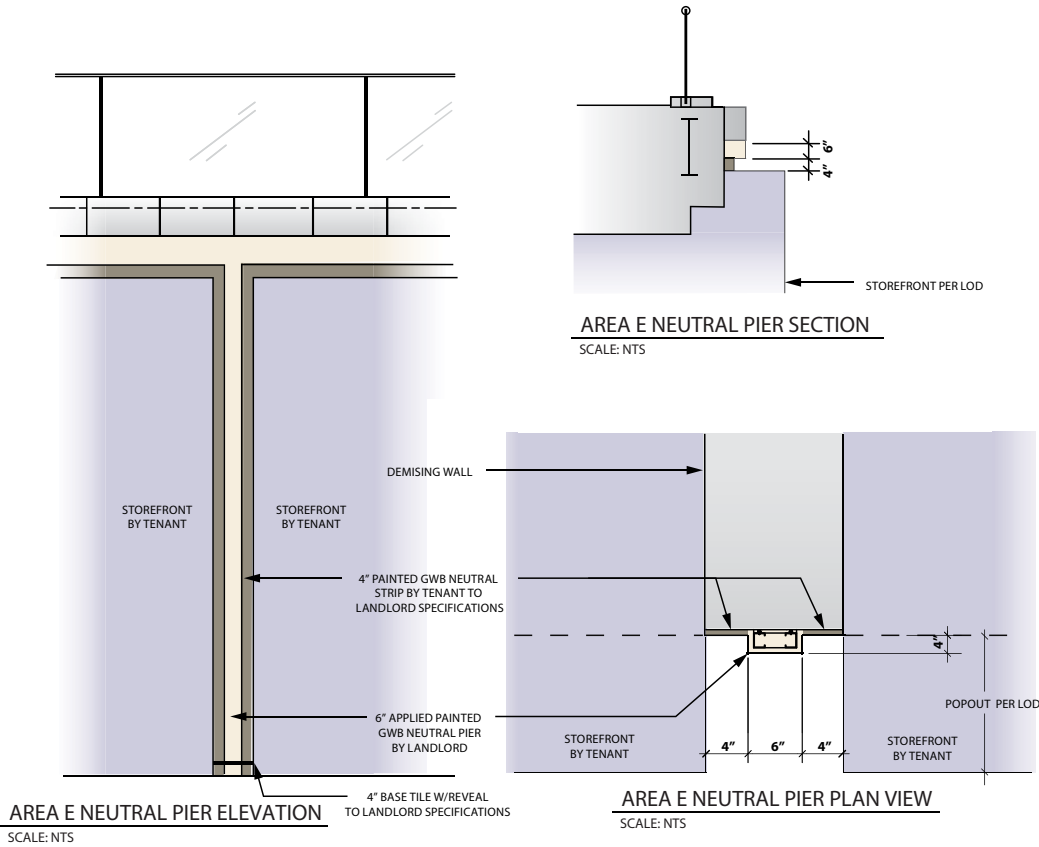 6”
4”
STOREFRONT PER LOD
AREA E NEUTRAL PIER SECTION
SCALE: NTS
DEMISING WALL
STOREFRONT
BY TENANT
STOREFRONT
BY TENANT
4” PAINTED GWB NEUTRAL
STRIP BY TENANT TO
LANDLORD SPECIFICATIONS
4”
POPOUT PER LOD
6” APPLIED PAINTED
GWB NEUTRAL PIER
BY LANDLORD
STOREFRONT
BY TENANT
4”
6”
4”
STOREFRONT
BY TENANT
4” BASE TILE W/REVEAL
TO LANDLORD SPECIFICATIONS
AREA E NEUTRAL PIER ELEVATION
SCALE: NTS
AREA E NEUTRAL PIER PLAN VIEW
SCALE: NTS